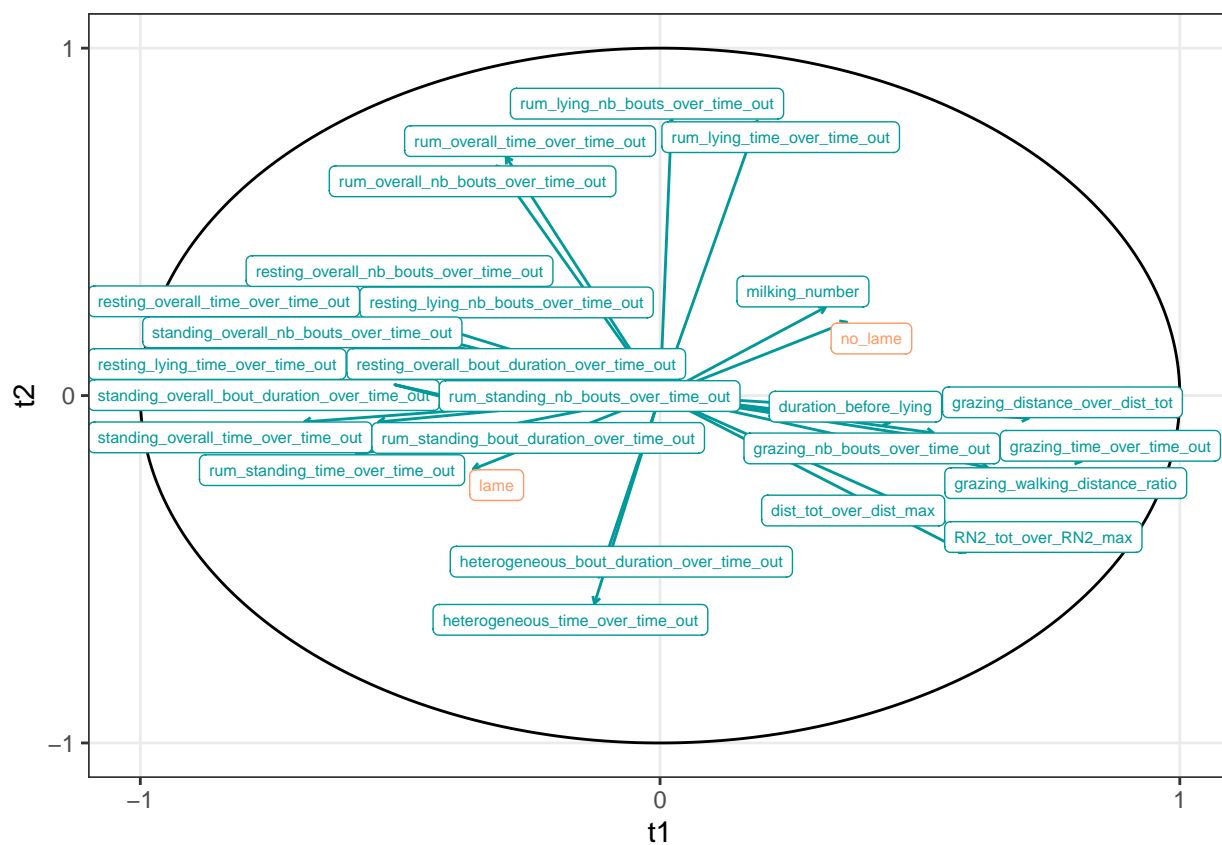 1
rum_lying_nb_bouts_over_time_out
rum_overall_time_over_time_out
rum_lying_time_over_time_out
rum_overall_nb_bouts_over_time_out
resting_overall_nb_bouts_over_time_out
milking_number
resting_overall_time_over_time_out
resting_lying_nb_bouts_over_time_out
standing_overall_nb_bouts_over_time_out
no_lame
resting_lying_time_over_time_out
resting_overall_bout_duration_over_time_out
t2
0
standing_overall_bout_duration_over_time_out
rum_standing_nb_bouts_over_time_out
duration_before_lying
grazing_distance_over_dist_tot
standing_overall_time_over_time_out
rum_standing_bout_duration_over_time_out
grazing_nb_bouts_over_time_out
grazing_time_over_time_out
rum_standing_time_over_time_out
lame
grazing_walking_distance_ratio
dist_tot_over_dist_max
RN2_tot_over_RN2_max
heterogeneous_bout_duration_over_time_out
heterogeneous_time_over_time_out
−1
−1
0
1
t1